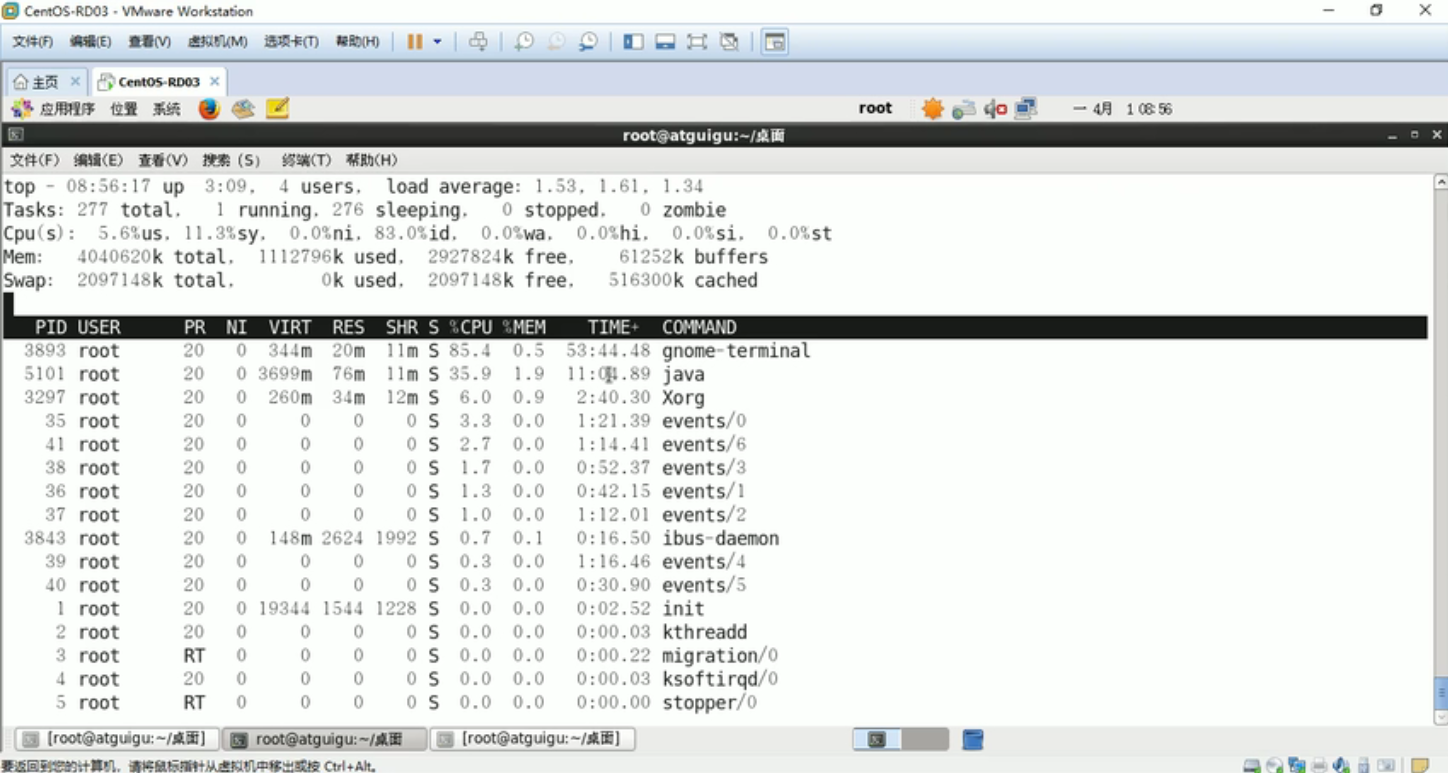 CentOS-RD03 - VMware Workstation
文件(F) 编辑(E) 查看(V) 虚拟机(M) 选项卡(T) 帮助(H)
主页 CentOS-RD03
应用程序 位置 系统 root 一 4月 1 08:56
root@atguigu:~/桌面
文件(F) 编辑(E) 查看(V) 搜索 (S) 终端(T) 帮助(H)
top - 08:56:17 up 3:09, 4 users, load average: 1.53, 1.61, 1.34
Tasks: 277 total, 1 running, 276 sleeping, 0 stopped, 0 zombie
Cpu(s): 5.6%us, 11.3%sy, 0.0%ni, 83.0%id, 0.0%wa, 0.0%hi, 0.0%si, 0.0%st
Mem: 4040620k total, 1112796k used, 2927824k free, 61252k buffers
Swap: 2097148k total, 0k used, 2097148k free, 516300k cached
PID USER PR NI VIRT RES SHR S %CPU %MEM TIME+ COMMAND
3893 root 20 0 344m 20m 11m S 85.4 0.5 53:44.48 gnome-terminal
5101 root 20 0 3699m 76m 11m S 35.9 1.9 11:04.89 java
3297 root 20 0 260m 34m 12m S 6.0 0.9 2:40.30 Xorg
35 root 20 0 0 0 0 S 3.3 0.0 1:21.39 events/0
41 root 20 0 0 0 0 S 2.7 0.0 1:14.41 events/6
38 root 20 0 0 0 0 S 1.7 0.0 0:52.37 events/3
36 root 20 0 0 0 0 S 1.3 0.0 0:42.15 events/1
37 root 20 0 0 0 0 S 1.0 0.0 1:12.01 events/2
3843 root 20 0 148m 2624 1992 S 0.7 0.1 0:16.50 ibus-daemon
39 root 20 0 0 0 0 S 0.3 0.0 1:16.46 events/4
40 root 20 0 0 0 0 S 0.3 0.0 0:30.90 events/5
1 root 20 0 19344 1544 1228 S 0.0 0.0 0:02.52 init
2 root 20 0 0 0 0 S 0.0 0.0 0:00.03 kthreadd
3 root RT 0 0 0 0 S 0.0 0.0 0:00.22 migration/0
4 root 20 0 0 0 0 S 0.0 0.0 0:00.03 ksoftirqd/0
5 root RT 0 0 0 0 S 0.0 0.0 0:00.00 stopper/0
[root@atguigu:~/桌面] root@atguigu:~/桌面 [root@atguigu:~/桌面]
要返回到您的计算机，请将鼠标指针从虚拟机中移出或按 Ctrl+Alt。